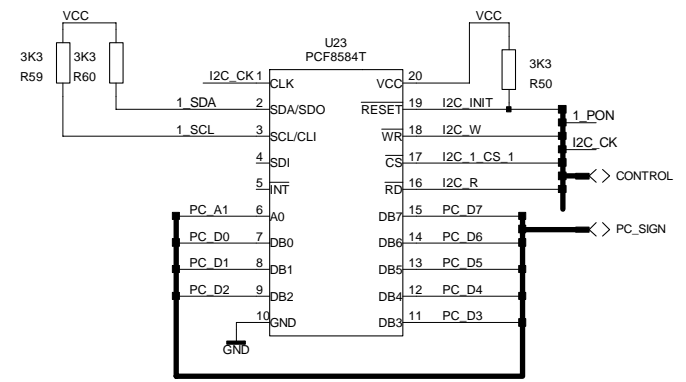 VCC
VCC
U23
PCF8584T
3K3
3K3
R59
R60
3K3
R50
I2C_CK 1 CLK
VCC 20
1_SDA 2 SDA/SDO
RESET 19 I2C_INIT
1_PON
1_SCL 3 SCL/CLI
WR 18 I2C_W
I2C_CK
4 SDI
CS 17 I2C_1_CS_1
CONTROL
5 INT
RD 16 I2C_R
PC_A1 6 A0
DB7 15 PC_D7
PC_SIGN
PC_D0 7 DB0
DB6 14 PC_D6
PC_D1 8 DB1
DB5 13 PC_D5
PC_D2 9 DB2
DB4 12 PC_D4
10 GND
DB3 11 PC_D3
GND